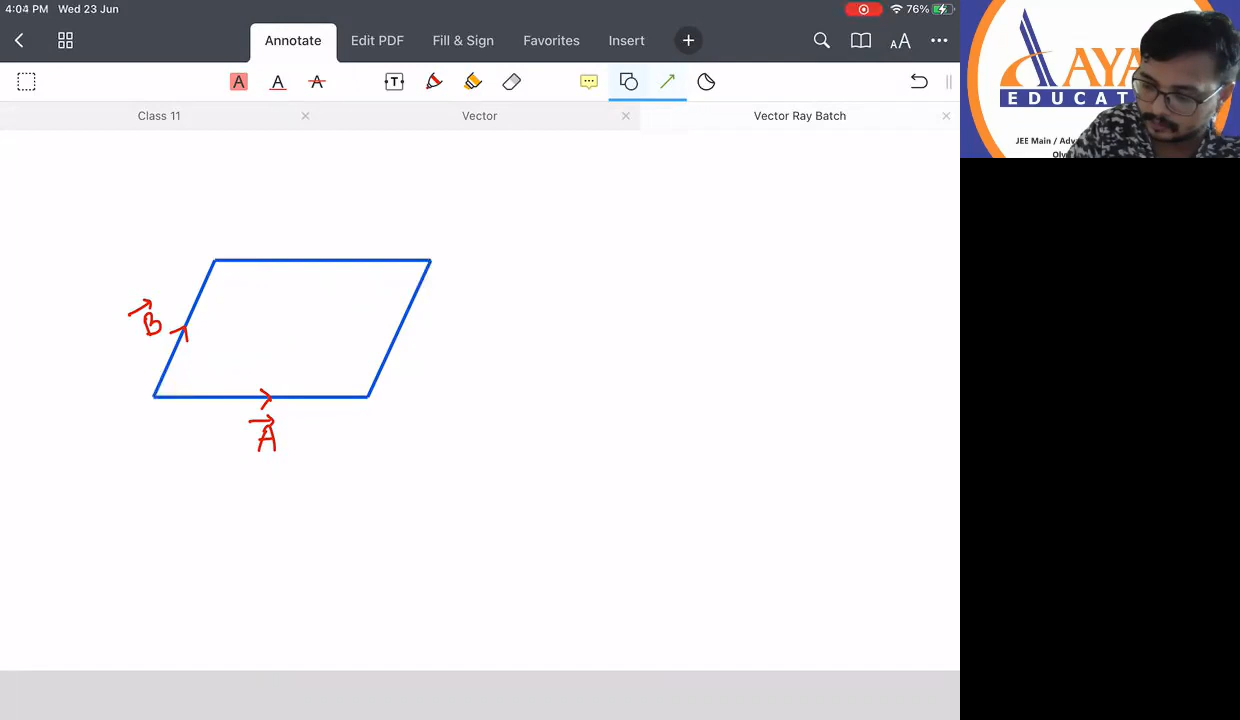 4:04 PM Wed 23 Jun 76%
Annotate Edit PDF Fill & Sign Favorites Insert
Class 11 Vector Vector Ray Batch
B
A
EDUCAT
JEE Main / Adva